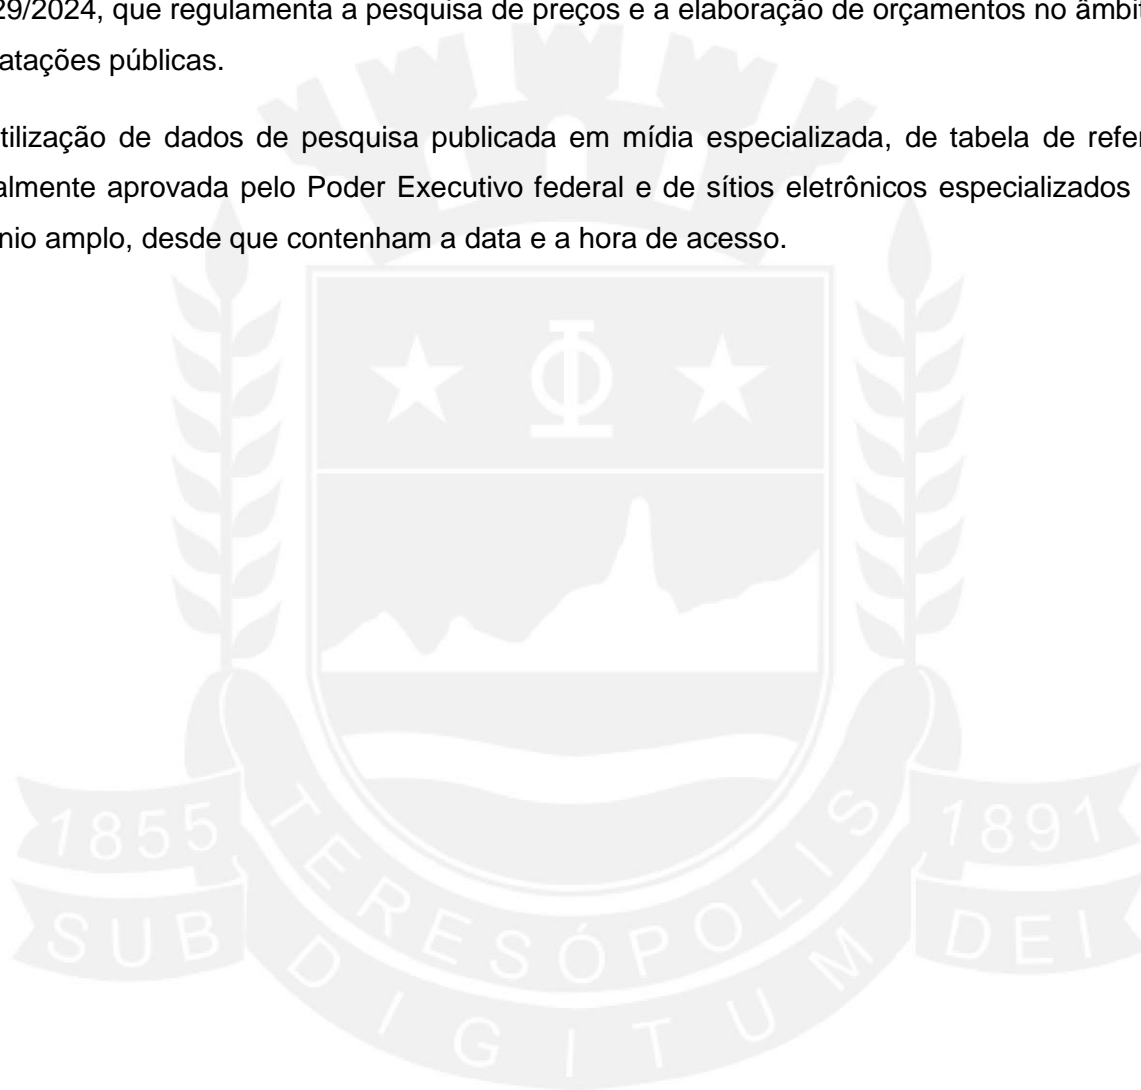 29/2024, que regulamenta a pesquisa de preços e a elaboração de orçamentos no âmbit
atações públicas.
tilização de dados de pesquisa publicada em mídia especializada, de tabela de refer
almente aprovada pelo Poder Executivo federal e de sítios eletrônicos especializados
nio amplo, desde que contenham a data e a hora de acesso.
1855 TERESÓPOLIS 1891
SUB DIGITUM DEI